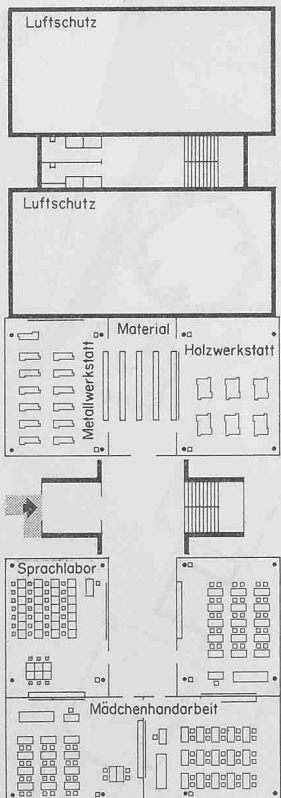 Luftschutz
Luftschutz
Material
Metallwerkstatt
Holzwerkstatt
Sprachlabor
Mädchenhandarbeit